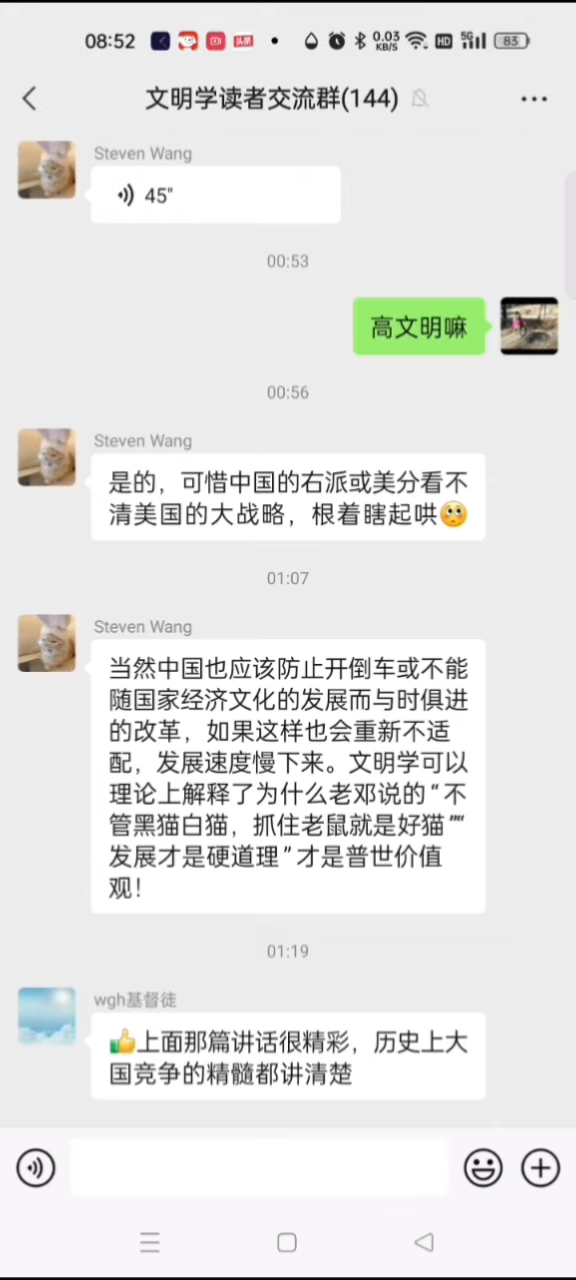 08:52
头条
0.03
KB/S
HD
5G
83
文明学读者交流群(144)
Steven Wang
45"
00:53
高文明嘛
00:56
Steven Wang
是的，可惜中国的右派或美分看不
清美国的大战略，根着瞎起哄🥺
01:07
Steven Wang
当然中国也应该防止开倒车或不能
随国家经济文化的发展而与时俱进
的改革，如果这样也会重新不适
配，发展速度慢下来。文明学可以
理论上解释了为什么老邓说的“不
管黑猫白猫，抓住老鼠就是好猫”“
发展才是硬道理”才是普世价值
观！
01:19
wgh基督徒
👍上面那篇讲话很精彩，历史上大
国竞争的精髓都讲清楚